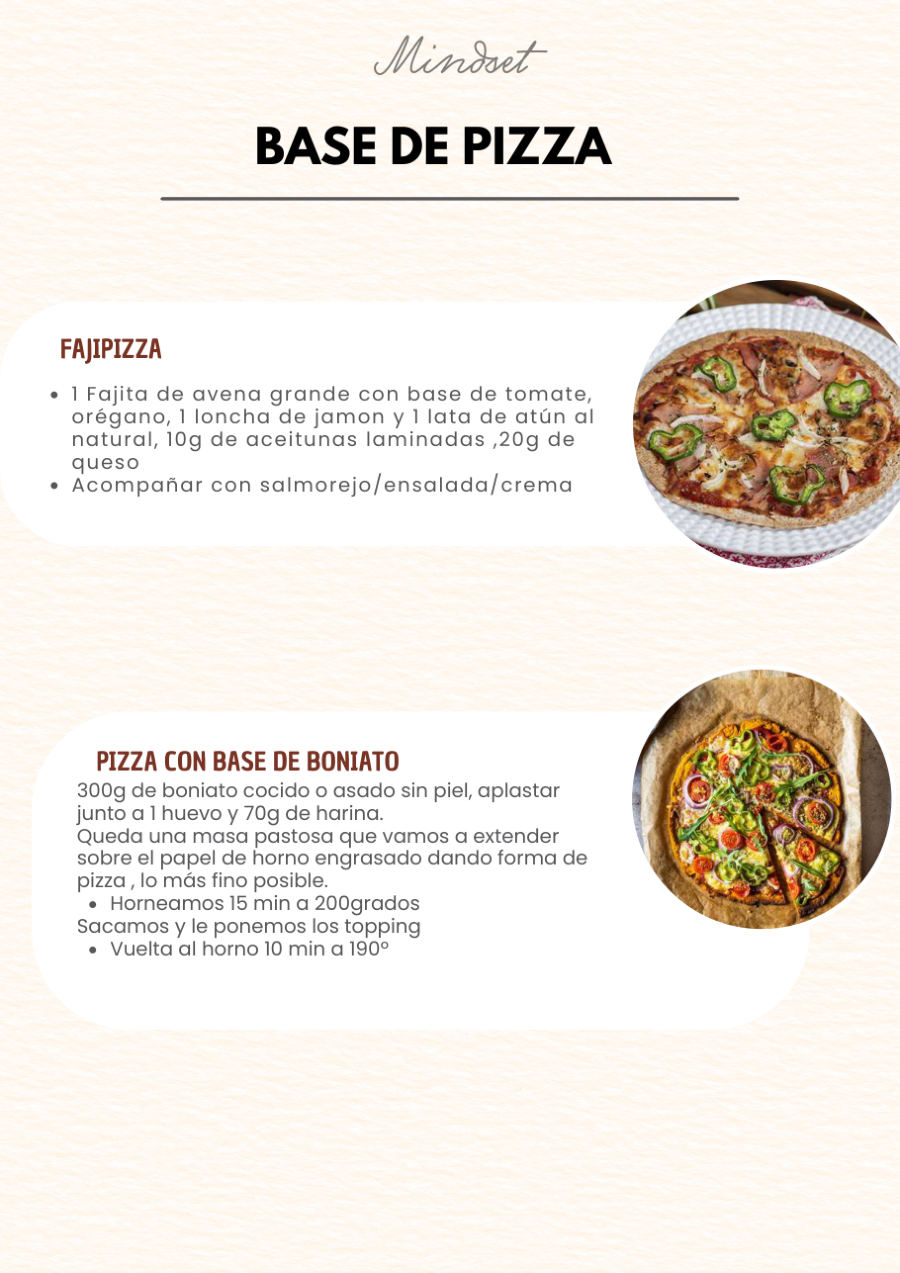 Mindset
BASE DE PIZZA
FAJIPIZZA
• 1 Fajita de avena grande con base de tomate,
orégano, 1 loncha de jamon y 1 lata de atún al
natural, 10g de aceitunas laminadas ,20g de
queso
• Acompañar con salmorejo/ensalada/crema
PIZZA CON BASE DE BONIATO
300g de boniato cocido o asado sin piel, aplastar
junto a 1 huevo y 70g de harina.
Queda una masa pastosa que vamos a extender
sobre el papel de horno engrasado dando forma de
pizza , lo más fino posible.
• Horneamos 15 min a 200grados
Sacamos y le ponemos los topping
• Vuelta al horno 10 min a 190º